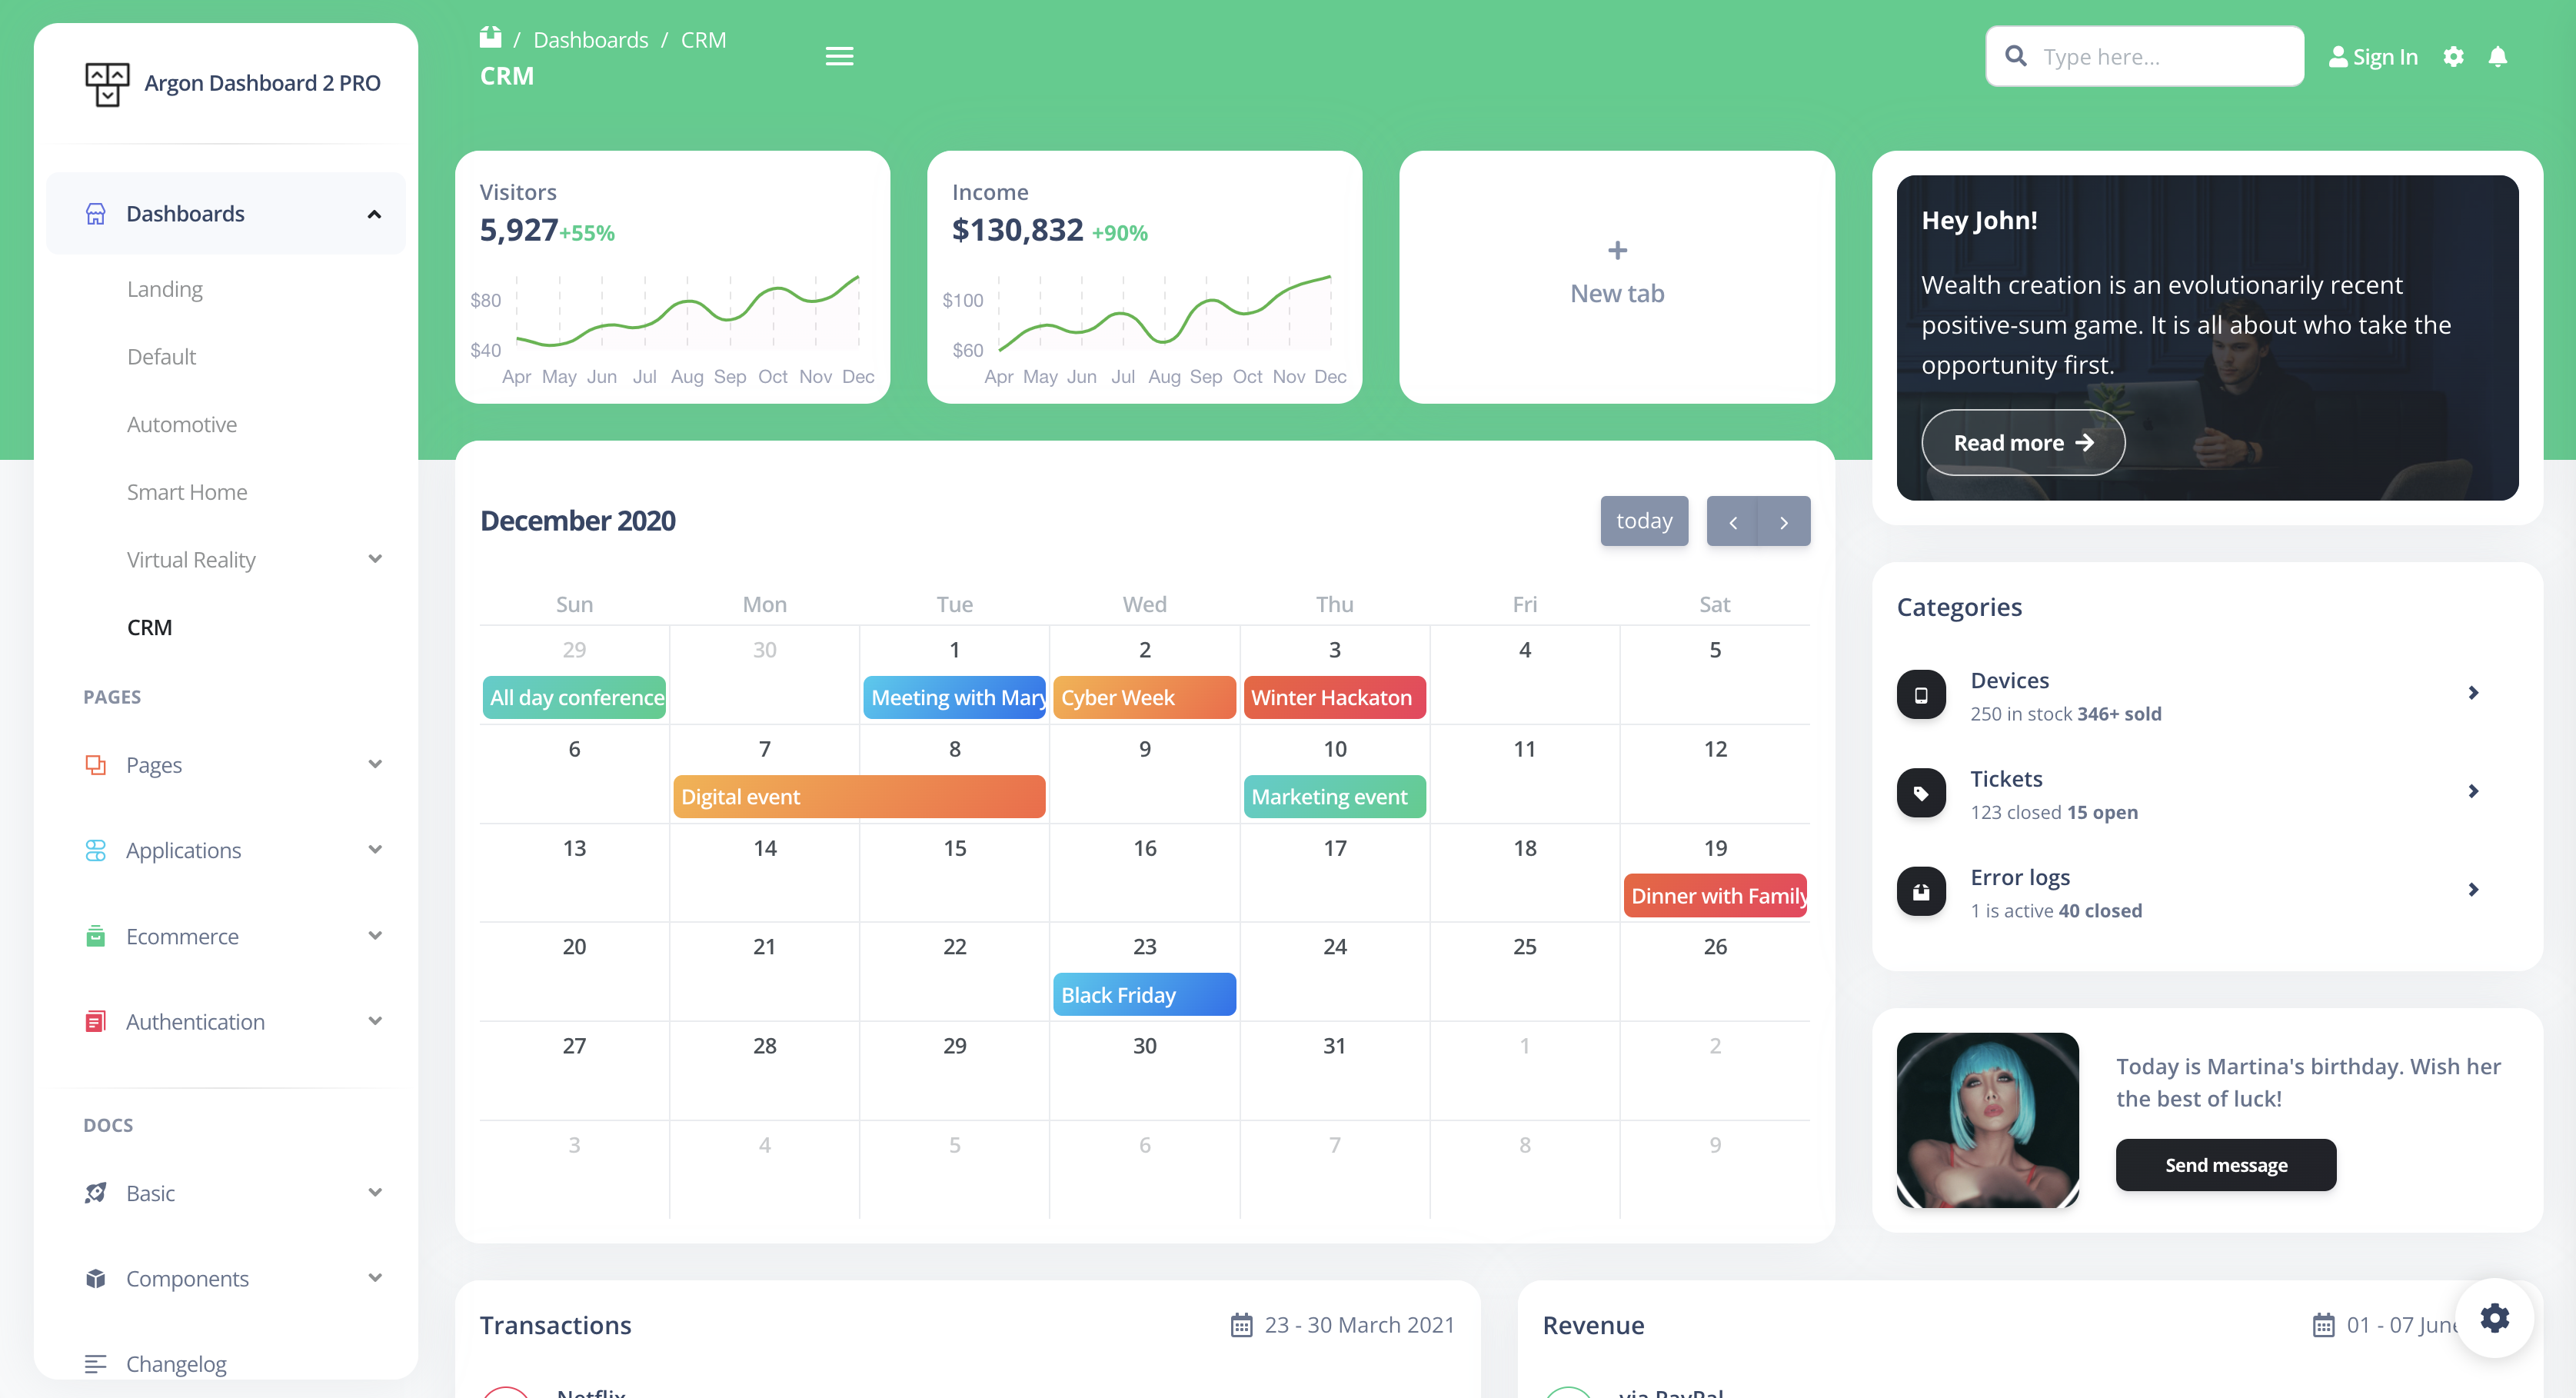 Argon Dashboard 2 PRO
Dashboards
Landing
Default
Automotive
Smart Home
Virtual Reality
CRM
PAGES
Pages
Applications
Ecommerce
Authentication
DOCS
Basic
Components
Changelog
/ Dashboards / CRM
CRM
Type here...
Sign In
Visitors
5,927+55%
$80
$40
Apr May Jun Jul Aug Sep Oct Nov Dec
Income
$130,832 +90%
$100
$60
Apr May Jun Jul Aug Sep Oct Nov Dec
+
New tab
Hey John!
Wealth creation is an evolutionarily recent
positive-sum game. It is all about who take the
opportunity first.
Read more
December 2020
today
Sun Mon Tue Wed Thu Fri Sat
29 30 1 2 3 4 5
All day conference Meeting with Mary Cyber Week Winter Hackaton
6 7 8 9 10 11 12
Digital event Marketing event
13 14 15 16 17 18 19
Dinner with Family
20 21 22 23 24 25 26
Black Friday
27 28 29 30 31 1 2
3 4 5 6 7 8 9
Categories
Devices
250 in stock 346+ sold
Tickets
123 closed 15 open
Error logs
1 is active 40 closed
Today is Martina's birthday. Wish her
the best of luck!
Send message
Transactions
23 - 30 March 2021
Netflix
Revenue
01 - 07 June
via PayPal